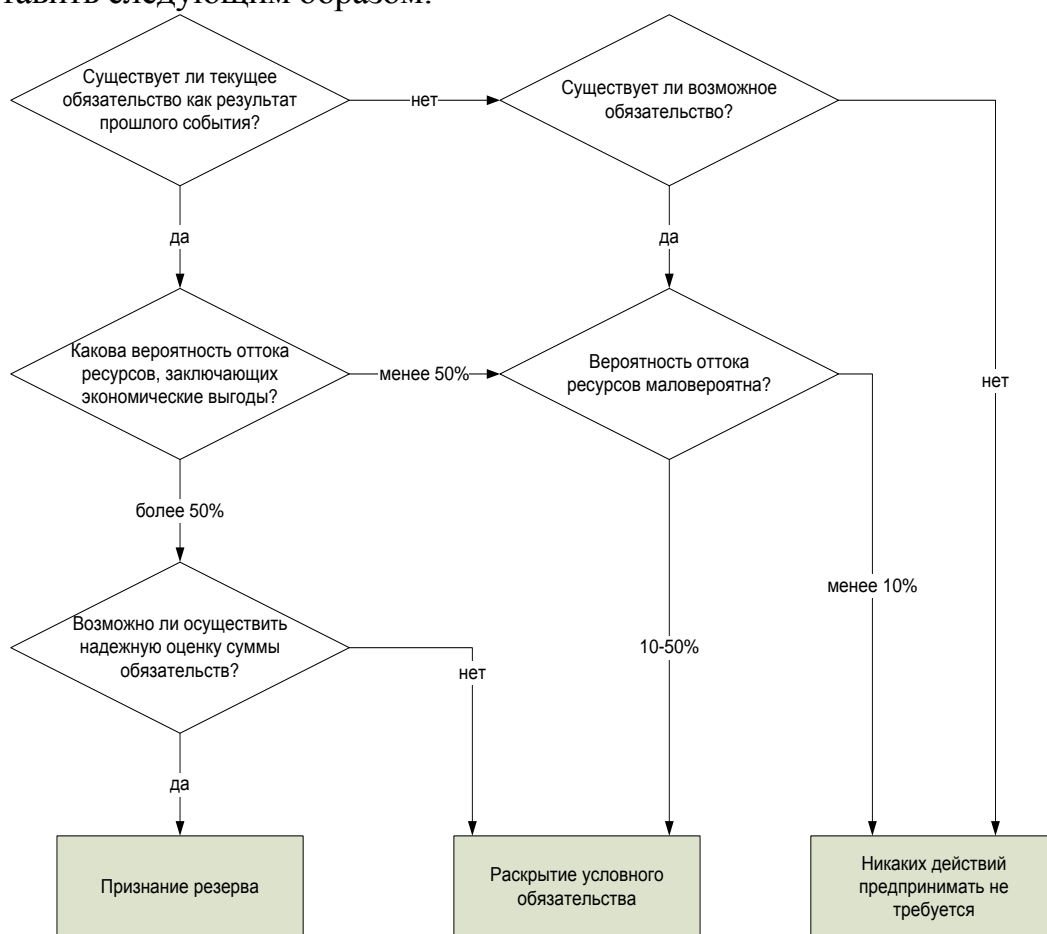 следующим образом:
Существует ли текущее
обязательство как результат
прошлого события?
нет
Существует ли возможное
обязательство?
да
да
Какова вероятность оттока
ресурсов, заключающих
экономические выгоды?
менее 50%
Вероятность оттока
ресурсов маловероятна?
нет
более 50%
менее 10%
Возможно ли осуществить
надежную оценку суммы
обязательств?
нет
10-50%
да
Признание резерва
Раскрытие условного
обязательства
Никаких действий
предпринимать не
требуется